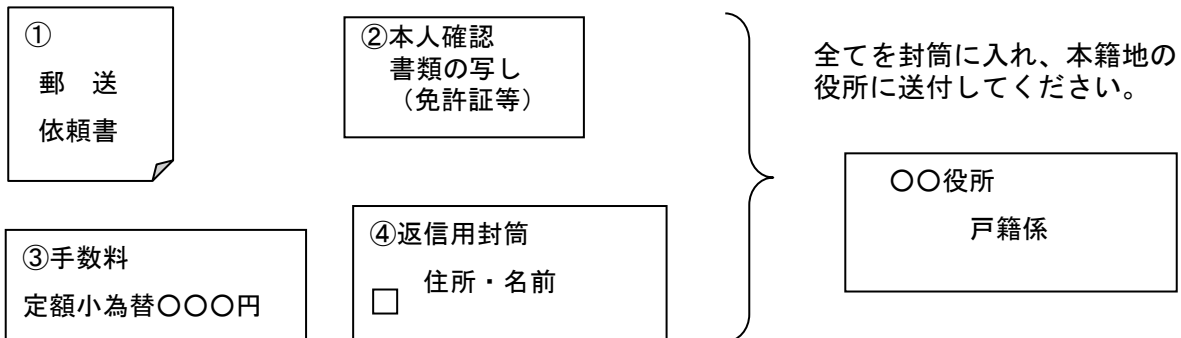 ①
郵　送
依頼書
②本人確認
書類の写し
（免許証等）
③手数料
定額小為替〇〇〇円
④返信用封筒
住所・名前
全てを封筒に入れ、本籍地の
役所に送付してください。
〇〇役所
戸籍係